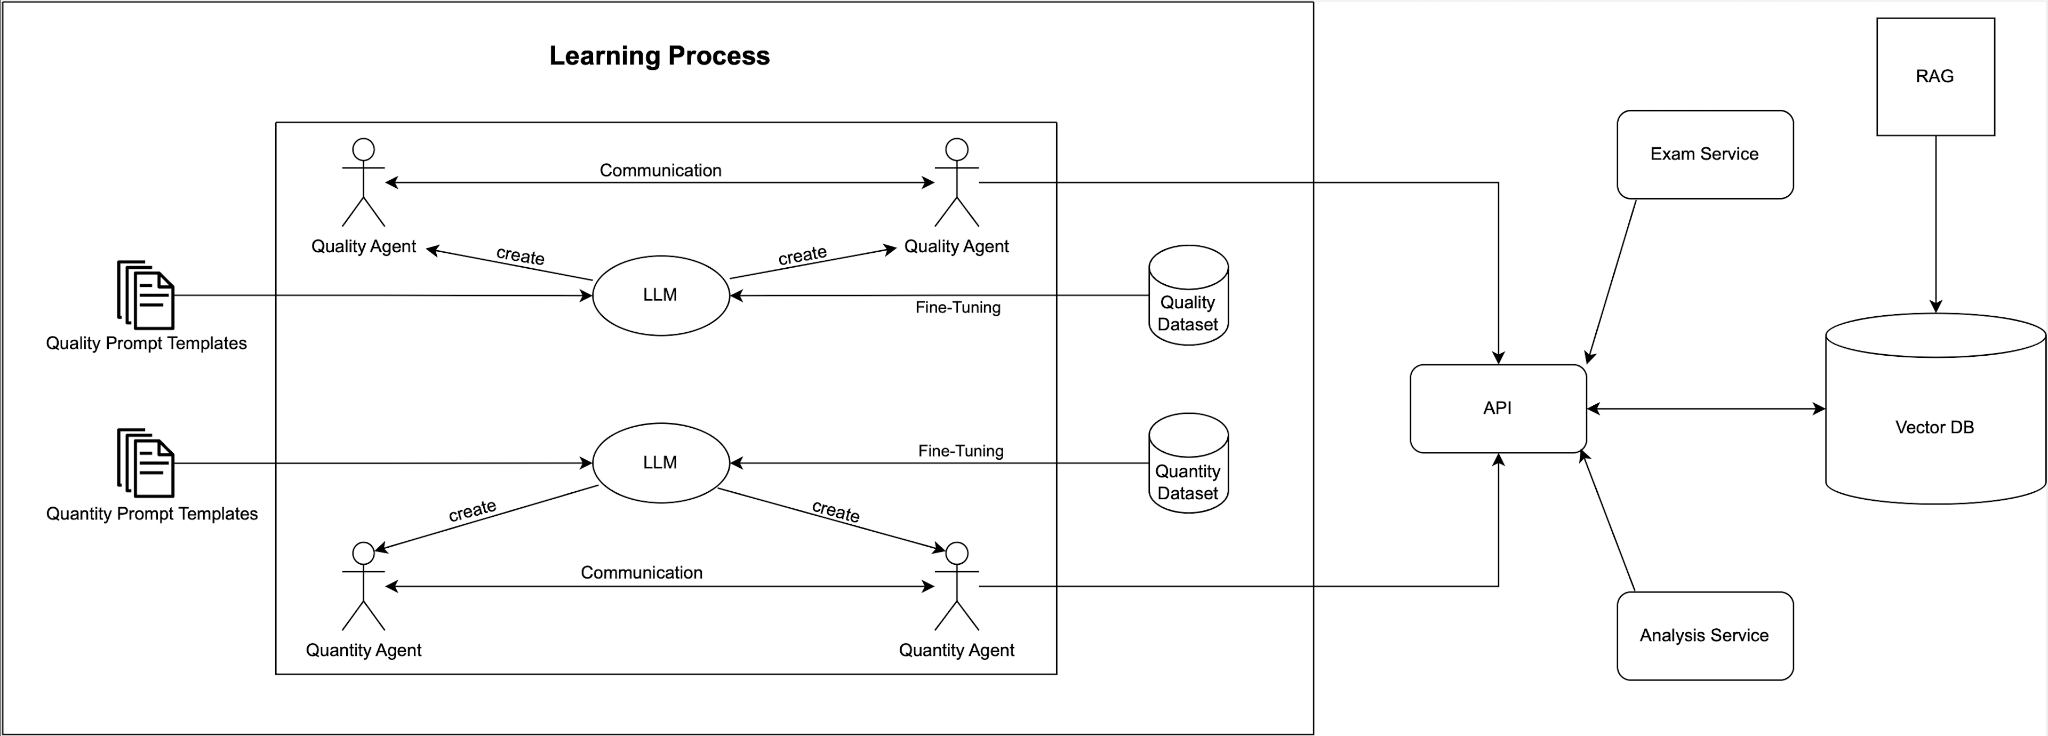 Learning Process
RAG
Exam Service
Communication
Quality Agent
Quality Agent
create
create
LLM
Fine-Tuning
Quality
Dataset
Quality Prompt Templates
API
Vector DB
Fine-Tuning
LLM
Quantity
Dataset
Quantity Prompt Templates
create
create
Communication
Analysis Service
Quantity Agent
Quantity Agent